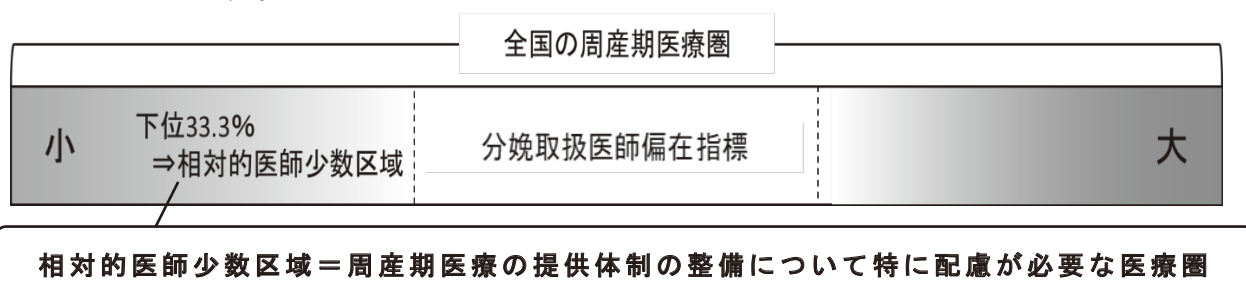 全国の周産期医療圏
小
下位33.3%
⇒相対的医師少数区域
分娩取扱医師偏在指標
大
相対的医師少数区域＝周産期医療の提供体制の整備について特に配慮が必要な医療圏